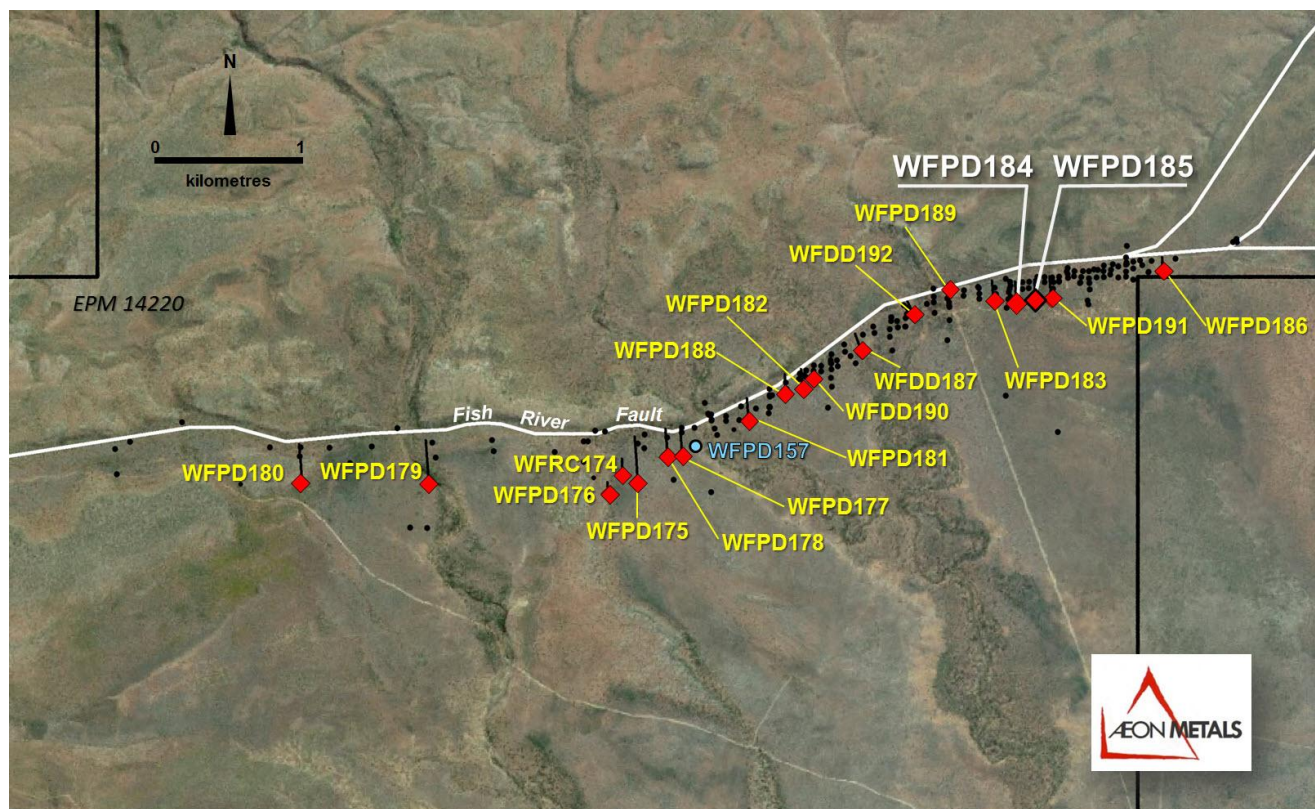 N
0 1
kilometres
EPM 14220
WFPD184 WFPD185
WFPD189
WFDD192
WFPD182
WFPD188
WFPD191
WFPD186
WFPD183
WFDD187
WFDD190
Fish River Fault
WFPD157
WFPD181
WFPD180
WFPD179
WFRC174
WFPD176
WFPD177
WFPD175
WFPD178
ÆON METALS